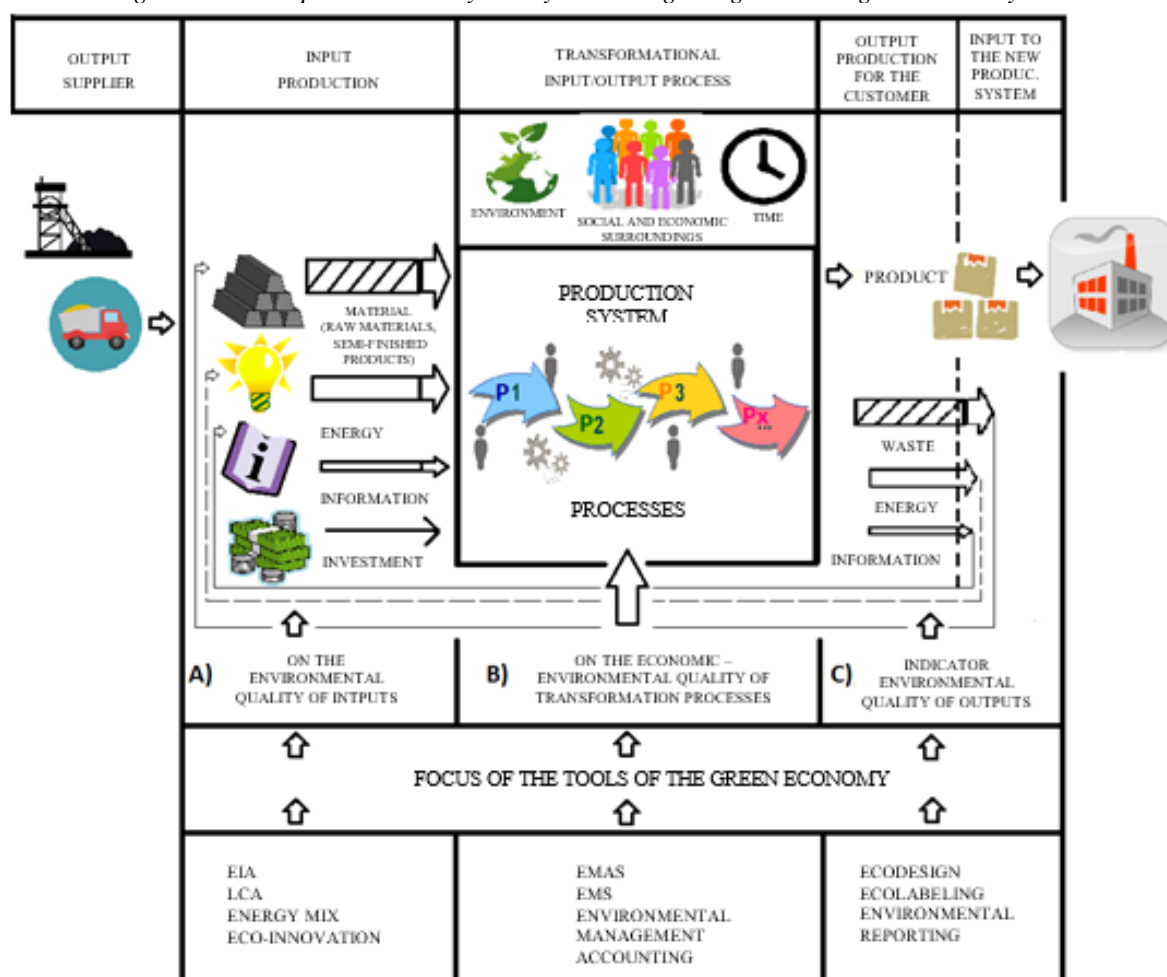 OUTPUT
SUPPLIER
INPUT
PRODUCTION
TRANSFORMATIONAL
INPUT/OUTPUT PROCESS
OUTPUT
PRODUCTION
FOR THE
CUSTOMER
INPUT TO
THE NEW
PRODUC.
SYSTEM
ENVIRONMENT
SOCIAL AND ECONOMIC
SURROUNDINGS
TIME
MATERIAL
(RAW MATERIALS,
SEMI-FINISHED
PRODUCTS)
ENERGY
i
INFORMATION
INVESTMENT
PRODUCTION
SYSTEM
P1
P2
P3
Px...
PROCESSES
PRODUCT
WASTE
ENERGY
INFORMATION
A)
ON THE
ENVIRONMENTAL
QUALITY OF INTPUTS
B)
ON THE ECONOMIC –
ENVIRONMENTAL QUALITY OF
TRANSFORMATION PROCESSES
C)
INDICATOR
ENVIRONMENTAL
QUALITY OF OUTPUTS
FOCUS OF THE TOOLS OF THE GREEN ECONOMY
EIA
LCA
ENERGY MIX
ECO-INNOVATION
EMAS
EMS
ENVIRONMENTAL
MANAGEMENT
ACCOUNTING
ECODESIGN
ECOLABELING
ENVIRONMENTAL
REPORTING